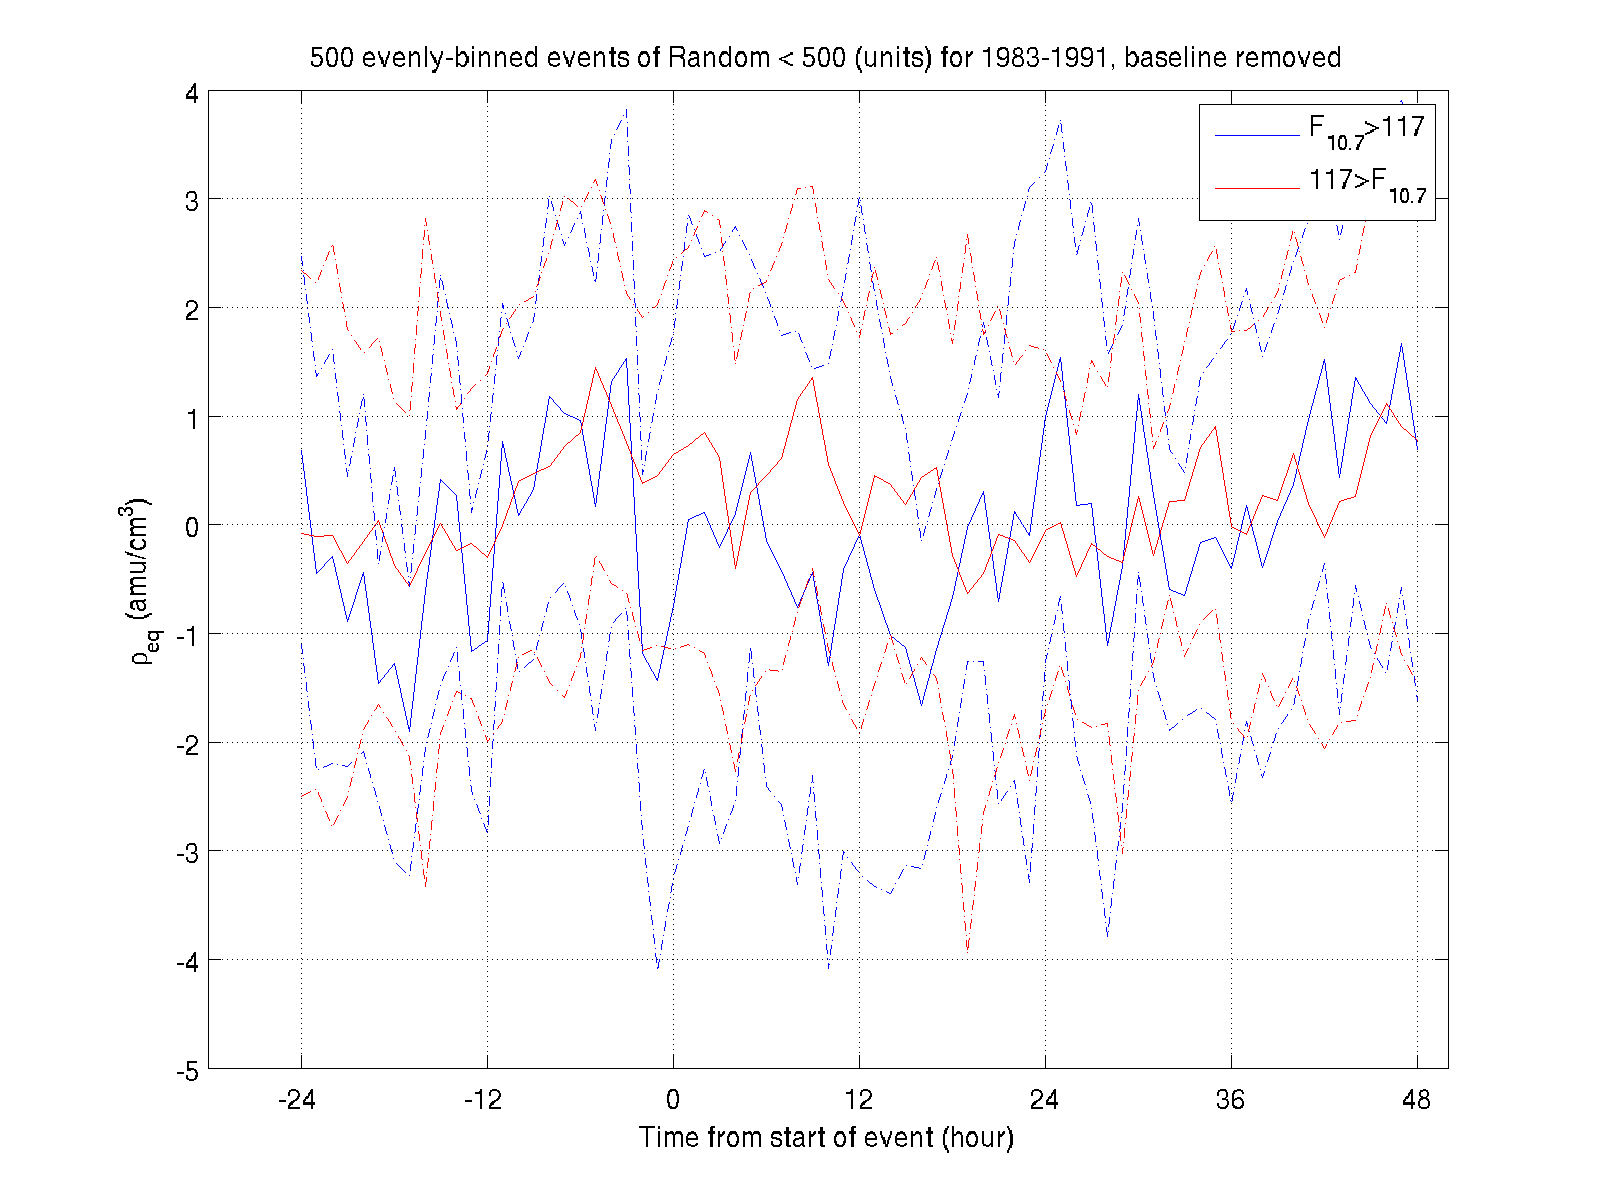 500 evenly-binned events of Random < 500 (units) for 1983-1991, baseline removed
F10.7>117
117>F10.7
4
3
2
1
0
-1
-2
-3
-4
-5
ρeq (amu/cm3)
-24 -12 0 12 24 36 48
Time from start of event (hour)